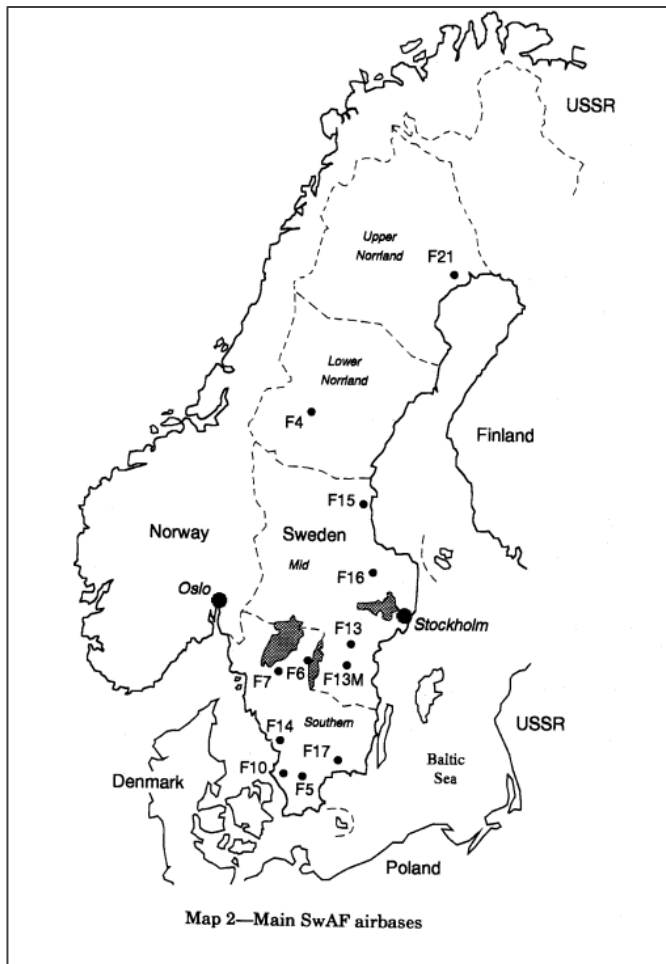 USSR
Upper
Norrland
F21
Lower
Norrland
F4
Finland
F15
Norway
Sweden
Mid
F16
Oslo
Stockholm
F13
F6
F7
F13M
Southern
USSR
F14
F17
Baltic
Sea
F10
Denmark
F5
Poland
Map 2—Main SwAF airbases